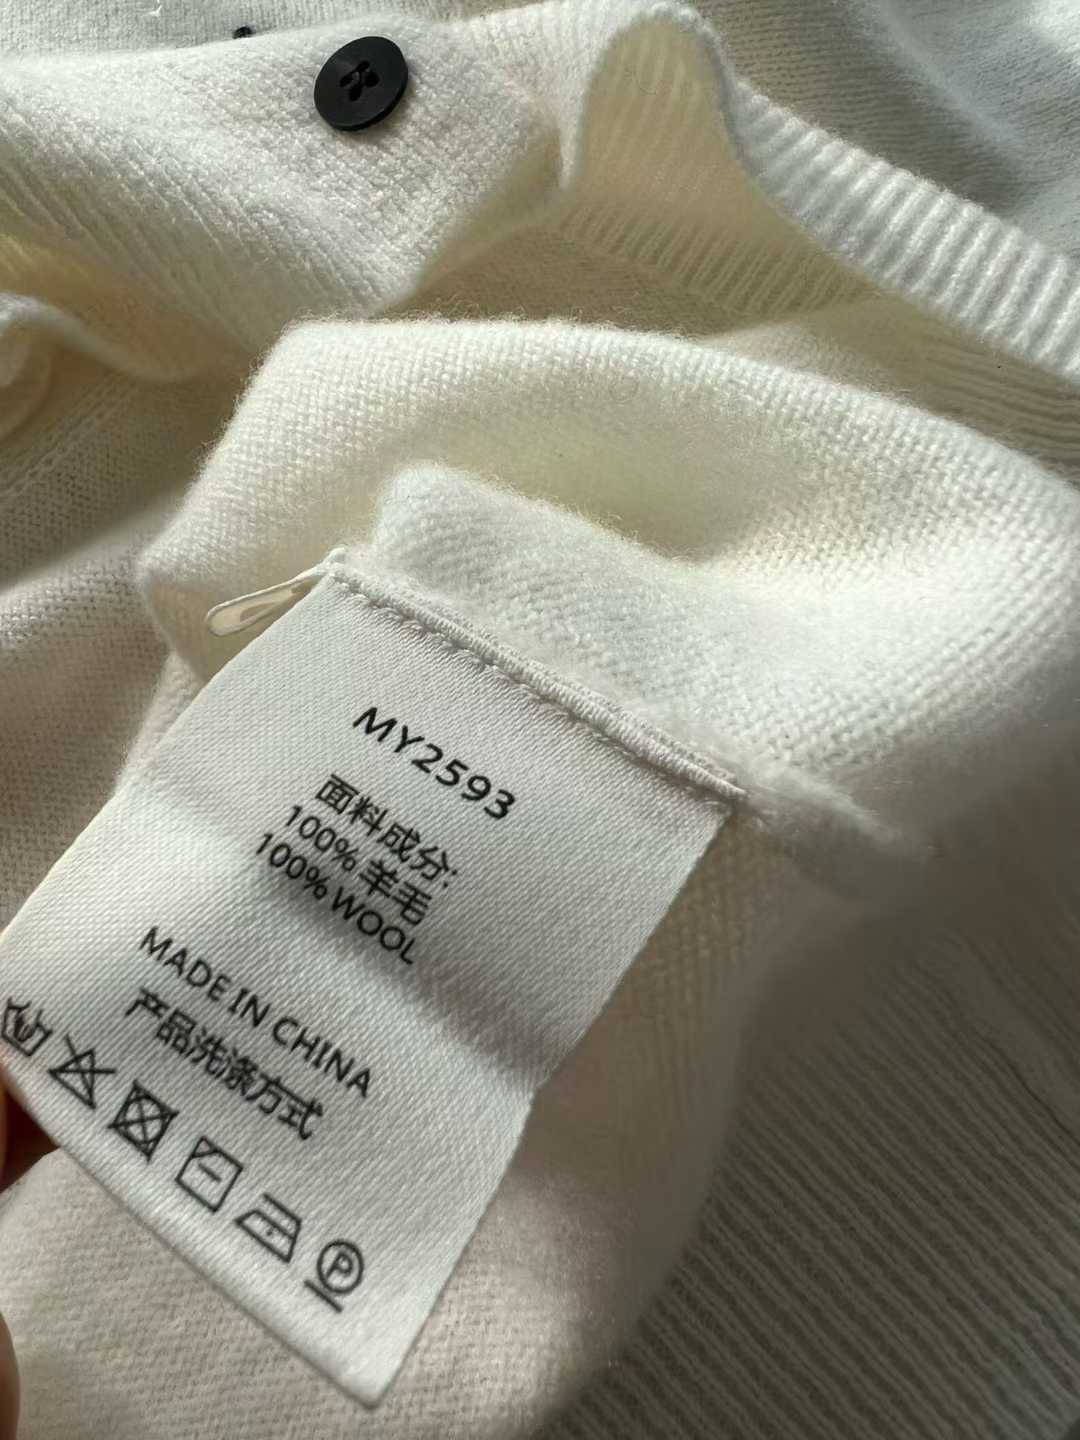 MY2593
面料成分:
100% 羊毛
100% WOOL
MADE IN CHINA
产品洗涤方式
P